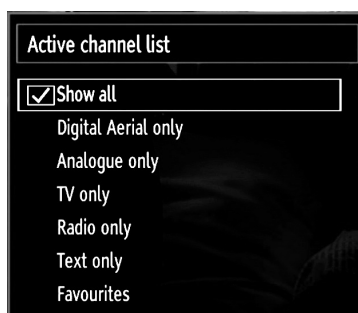 Active channel list
Show all
Digital Aerial only
Analogue only
TV only
Radio only
Text only
Favourites